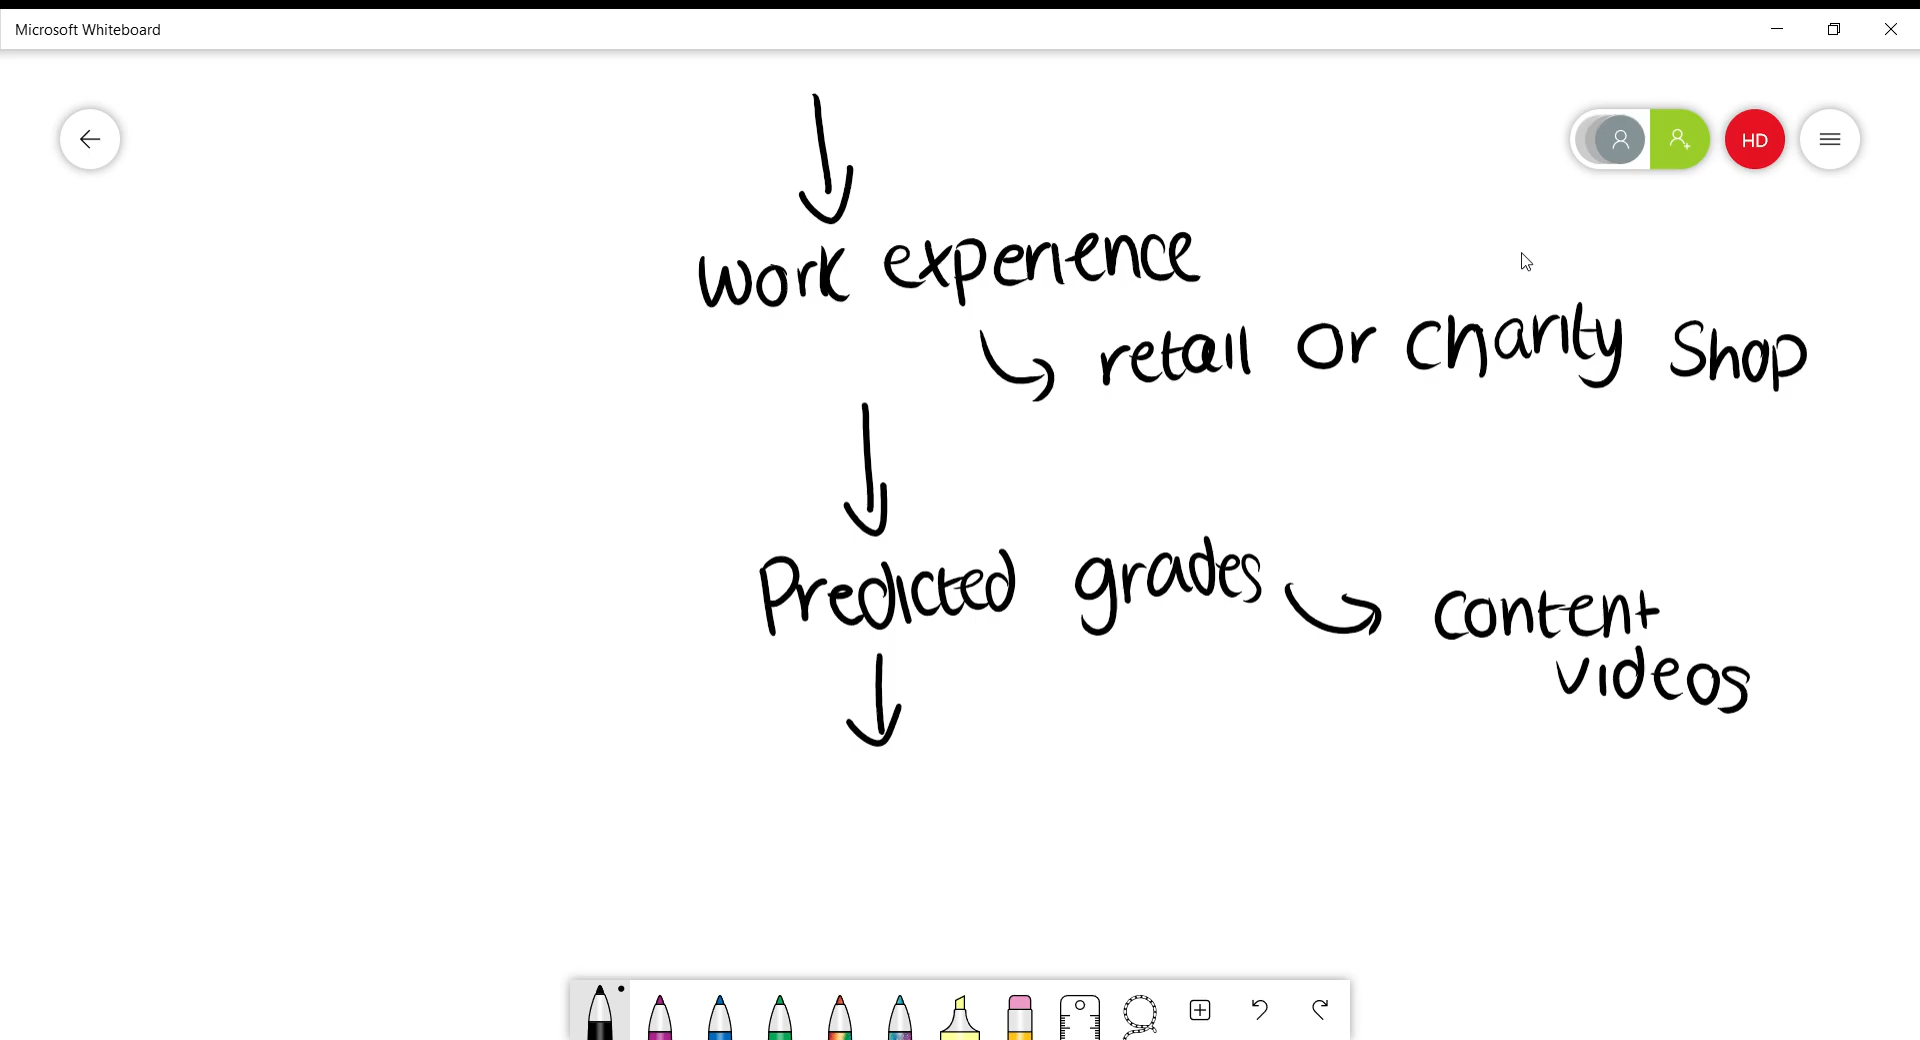 Microsoft Whiteboard
HD
work experience
retail or charity shop
Predicted grades
content
videos